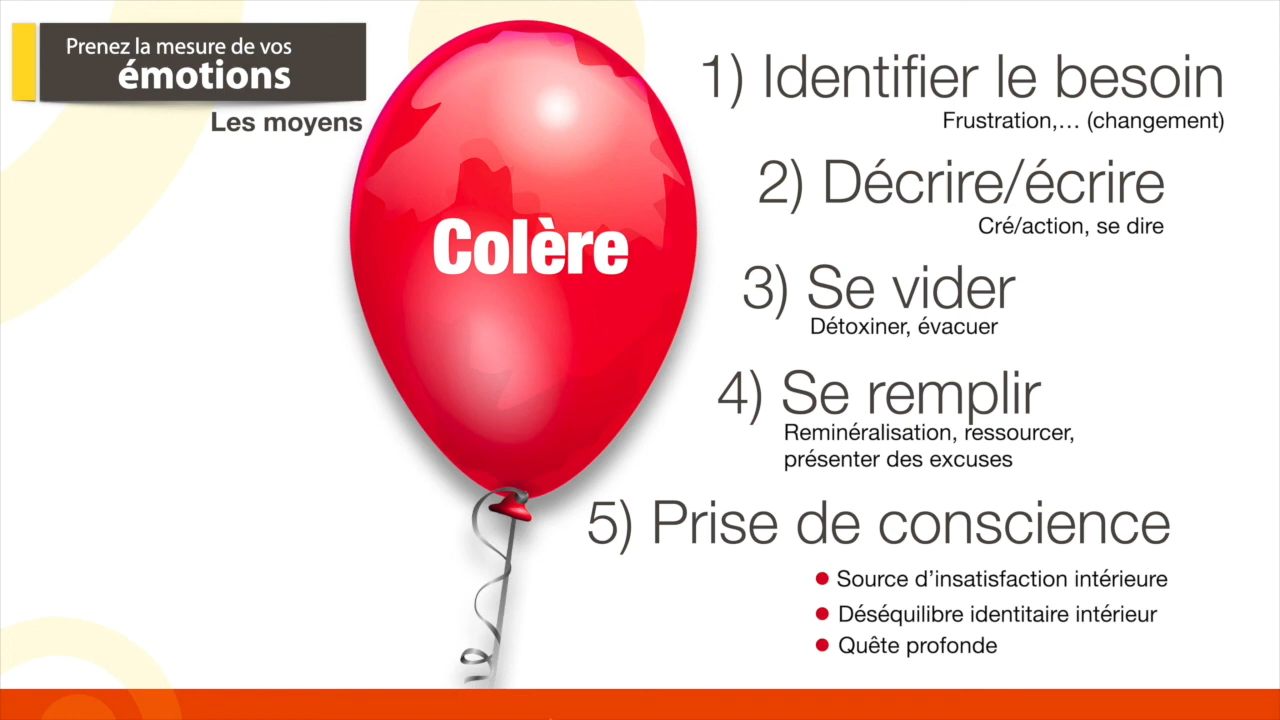 Prenez la mesure de vos
émotions
Les moyens
Colère
1) Identifier le besoin
Frustration,... (changement)
2) Décrire/écrire
Cré/action, se dire
3) Se vider
Détoxiner, évacuer
4) Se remplir
Reminéralisation, ressourcer,
présenter des excuses
5) Prise de conscience
● Source d'insatisfaction intérieure
● Déséquilibre identitaire intérieur
● Quête profonde